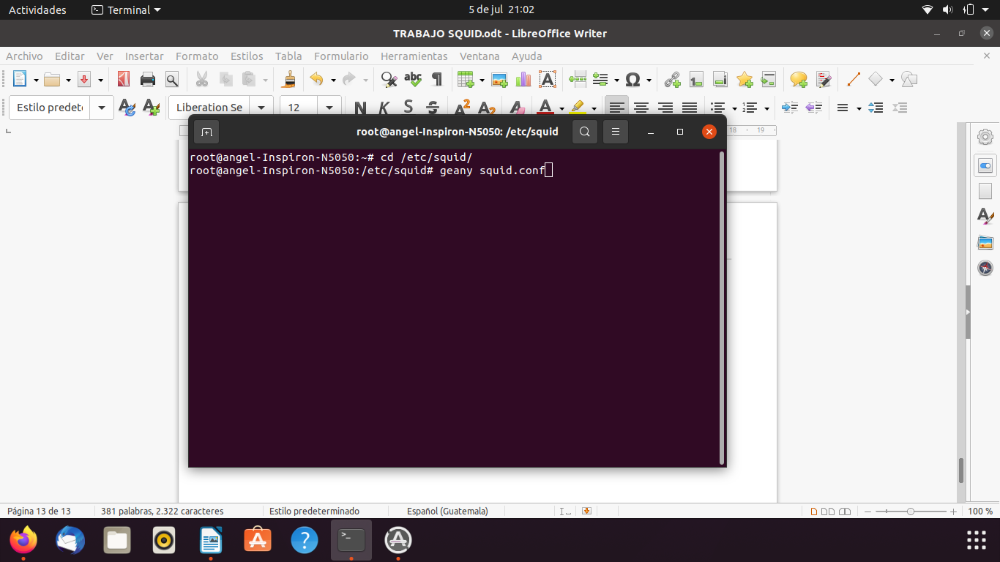 Actividades
Terminal
5 de jul 21:02
TRABAJO SQUID.odt - LibreOffice Writer
Archivo Editar Ver Insertar Formato Estilos Tabla Formulario Herramientas Ventana Ayuda
Estilo predet
Liberation Se
12
root@angel-Inspiron-N5050: /etc/squid
18 19
root@angel-Inspiron-N5050:~# cd /etc/squid/
root@angel-Inspiron-N5050:/etc/squid# geany squid.conf
Página 13 de 13
381 palabras, 2.322 caracteres
Estilo predeterminado
Español (Guatemala)
100 %